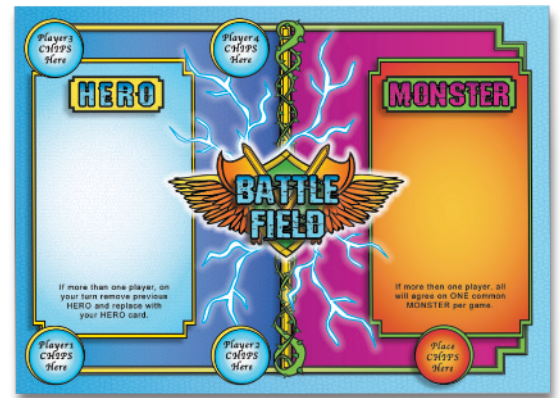 Player3
CHIPS
Here
Player4
CHIPS
Here
HERO
MONSTER
BATTLE
FIELD
If more than one player, on
your turn remove previous
HERO and replace with
your HERO card.
If more then one player, all
will agree on ONE common
MONSTER per game.
Player1
CHIPS
Here
Player2
CHIPS
Here
Place
CHIPS
Here